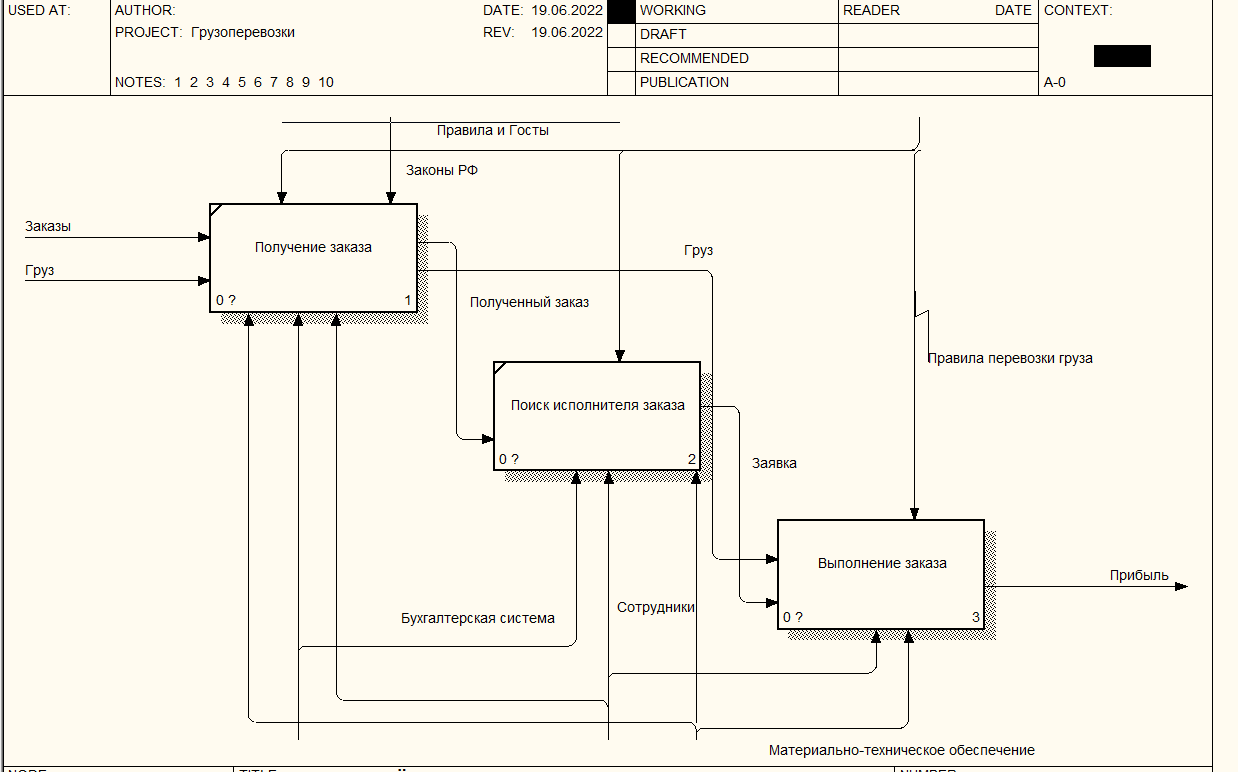 USED AT:
AUTHOR:
DATE: 19.06.2022
WORKING
READER
DATE
CONTEXT:
PROJECT: Грузоперевозки
REV: 19.06.2022
DRAFT
RECOMMENDED
NOTES: 1 2 3 4 5 6 7 8 9 10
PUBLICATION
A-0
Правила и Госты
Законы РФ
Заказы
Получение заказа
Груз
Груз
0 ?
1
Полученный заказ
Правила перевозки груза
Поиск исполнителя заказа
0 ?
2
Заявка
Выполнение заказа
Прибыль
Сотрудники
Бухгалтерская система
0 ?
3
Материально-техническое обеспечение
NODE:
TITLE:
NUMBER: